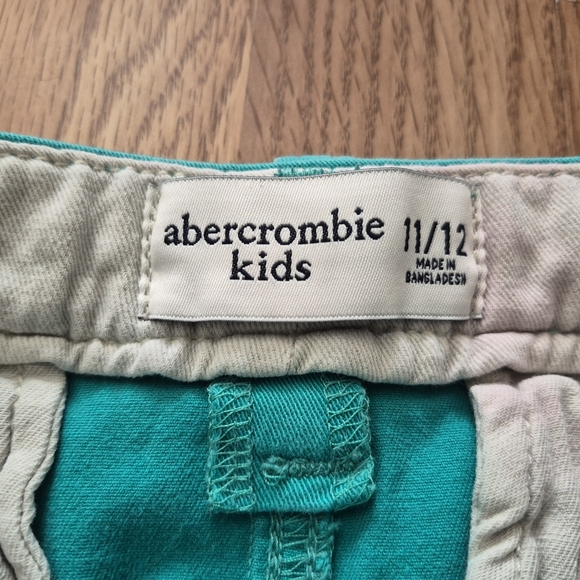 abercrombie
kids
11/12
MADE IN
BANGLADESH